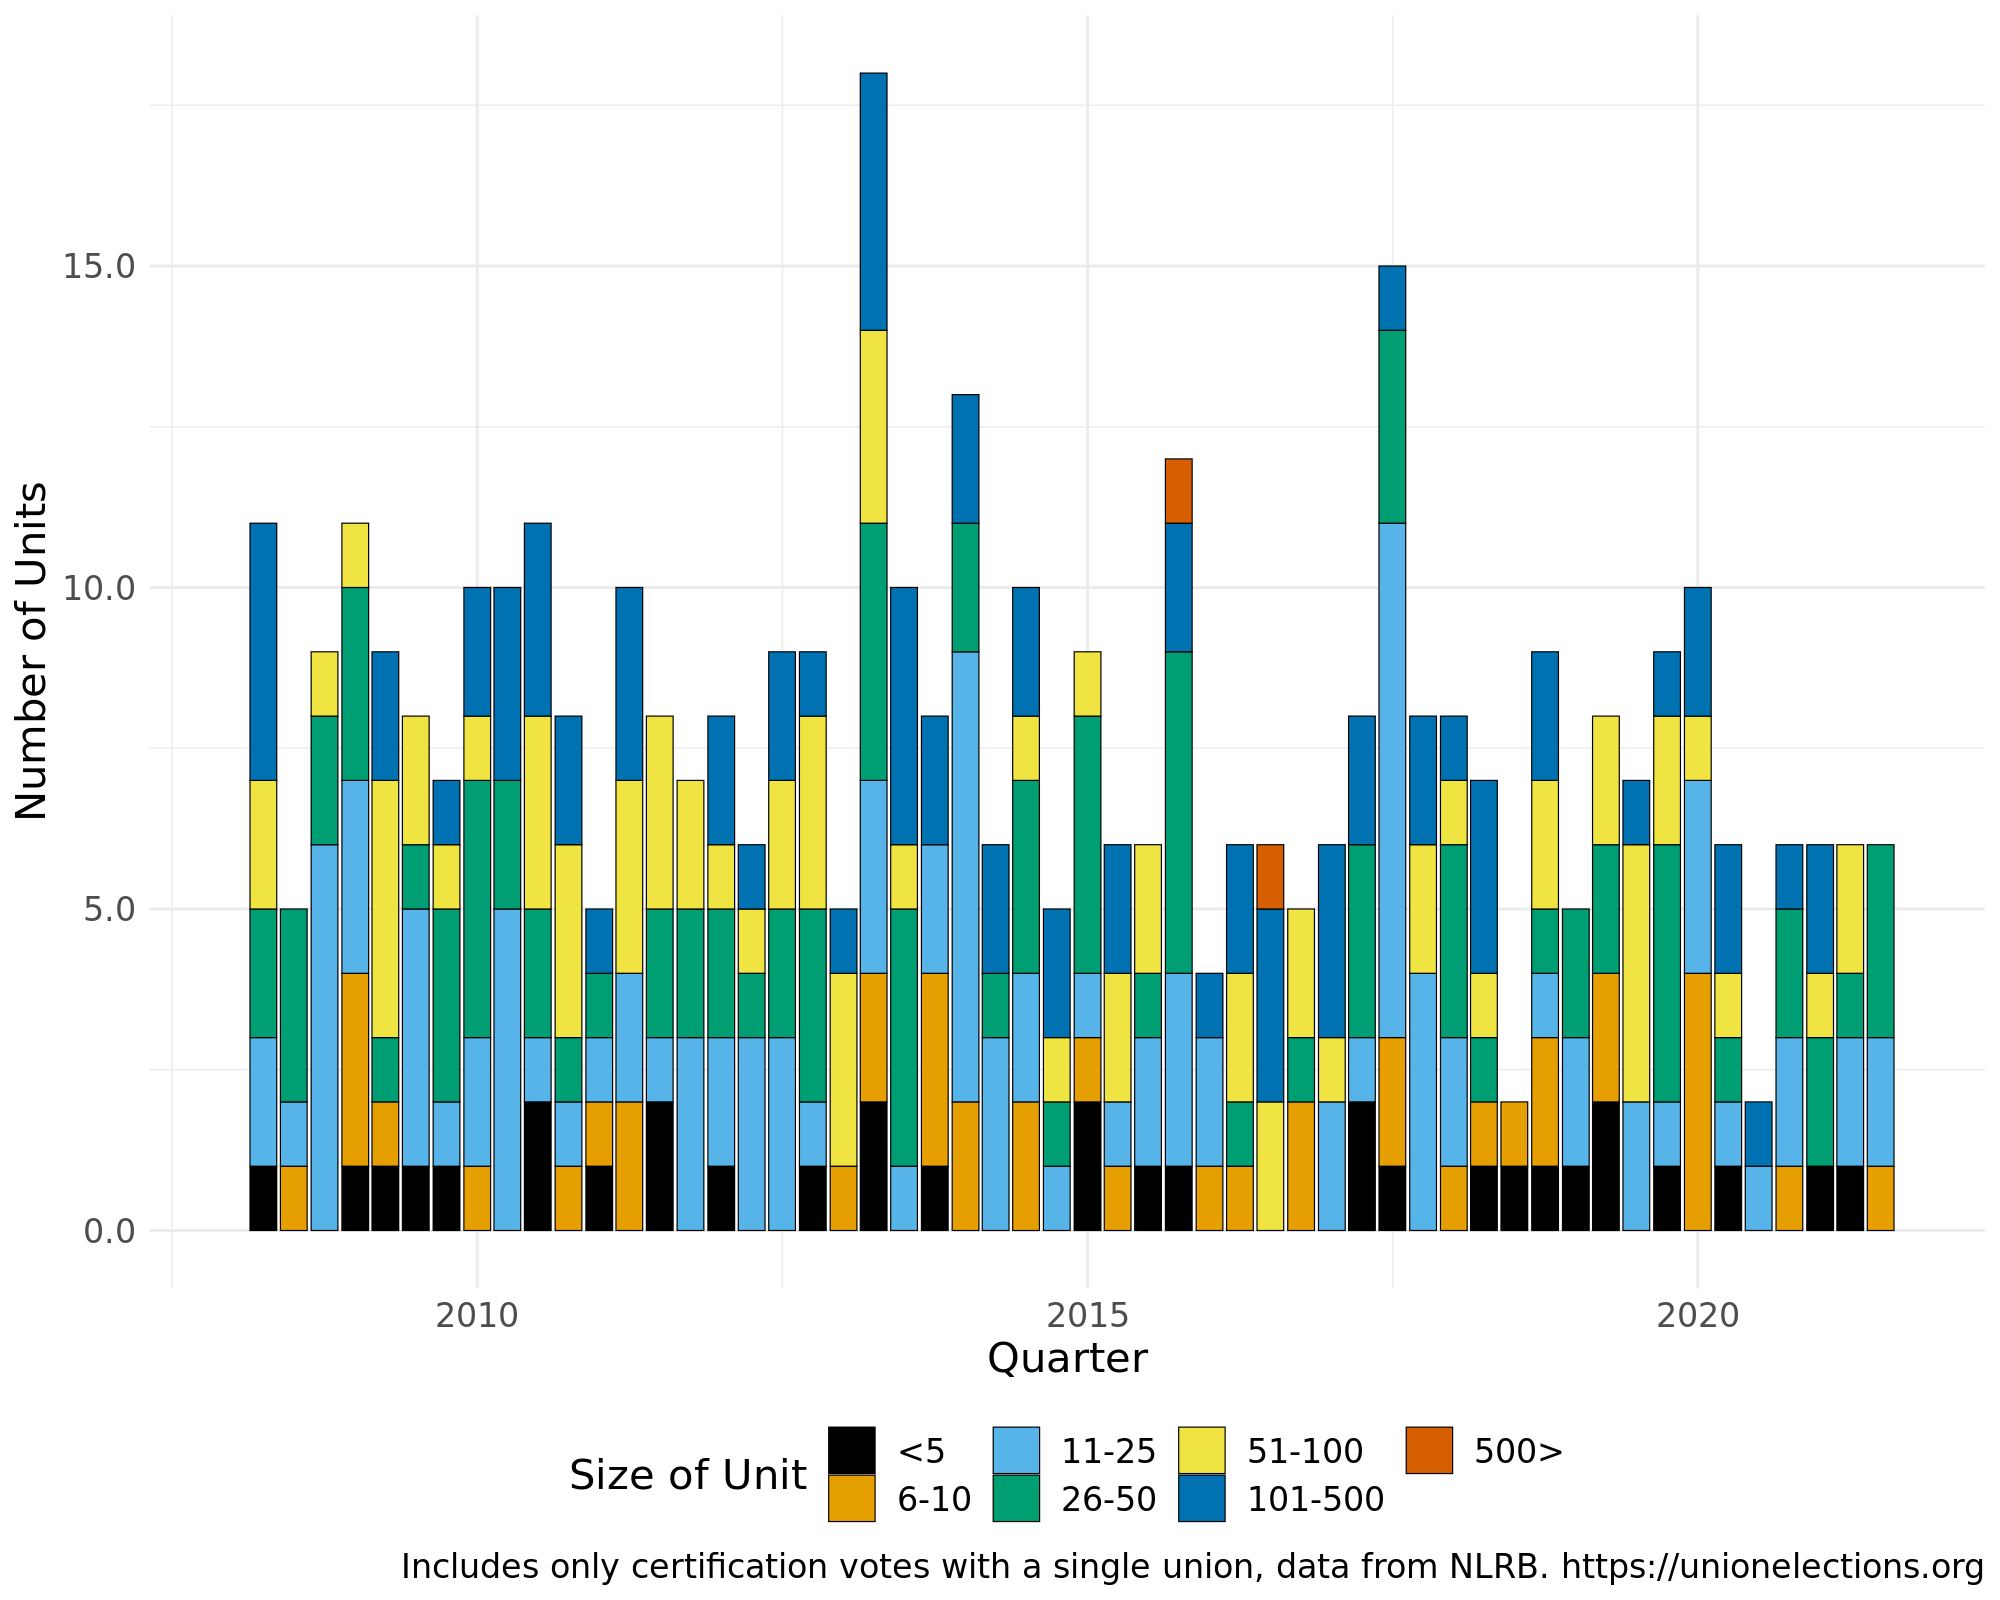 15.0
10.0
5.0
0.0
Number of Units
2010 2015 2020
Quarter
Size of Unit
<5 11-25 51-100 500>
6-10 26-50 101-500
Includes only certification votes with a single union, data from NLRB. https://unionelections.org